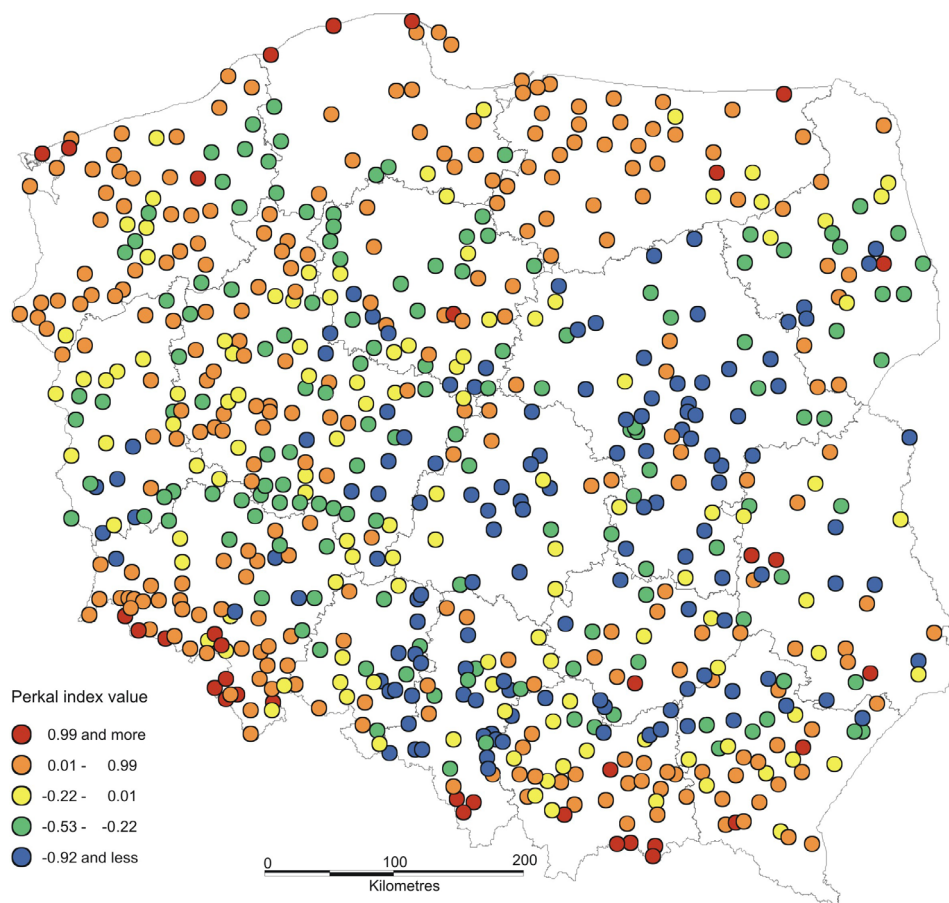 Perkal index value
0.99 and more
0.01 - 0.99
-0.22 - 0.01
-0.53 - -0.22
-0.92 and less
0 100 200
Kilometres